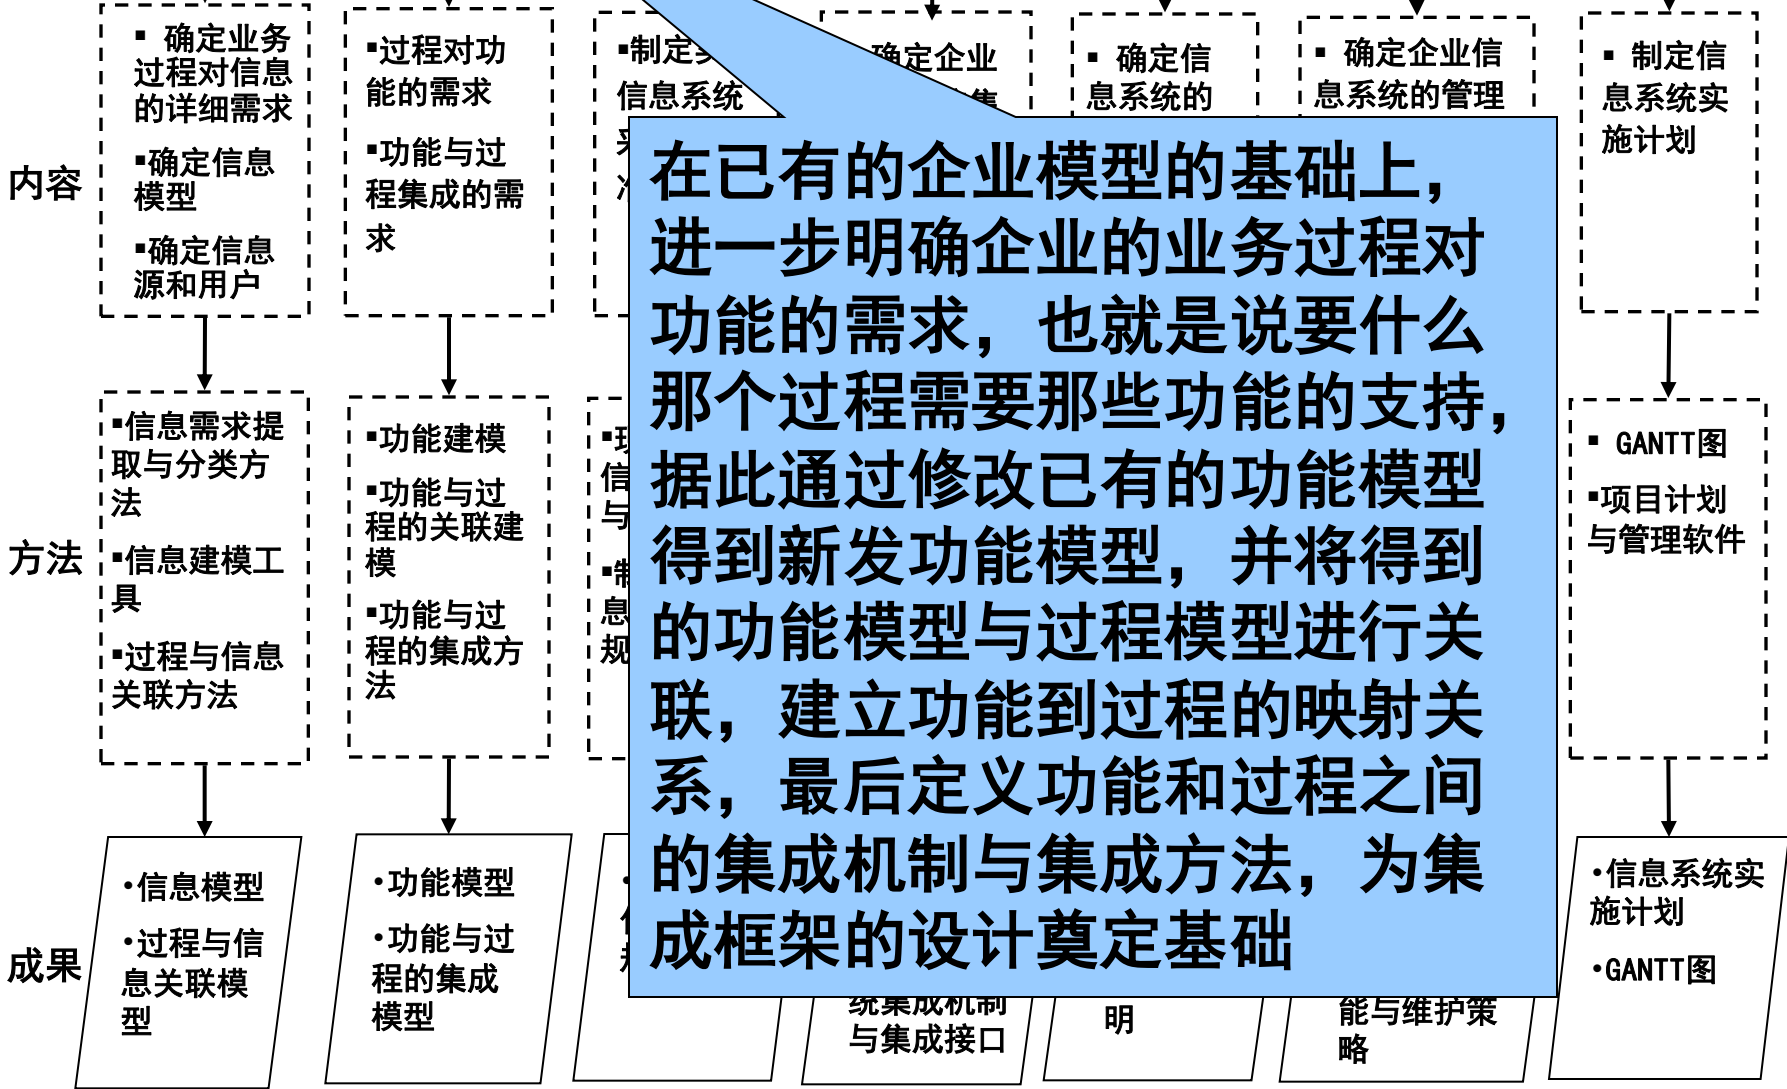 内容
▪ 确定业务
过程对信息
的详细需求
▪确定信息
模型
▪确定信息
源和用户
▪过程对功
能的需求
▪功能与过
程集成的需
求
▪制定
信息系统
确定企业
集
▪ 确定信
息系统的
▪ 确定企业信
息系统的管理
▪ 制定信
息系统实
施计划
在已有的企业模型的基础上，
进一步明确企业的业务过程对
功能的需求，也就是说要什么
那个过程需要那些功能的支持，
据此通过修改已有的功能模型
得到新发功能模型，并将得到
的功能模型与过程模型进行关
联，建立功能到过程的映射关
系，最后定义功能和过程之间
的集成机制与集成方法，为集
成框架的设计奠定基础
方法
▪信息需求提
取与分类方
法
▪信息建模工
具
▪过程与信息
关联方法
▪功能建模
▪功能与过
程的关联建
模
▪功能与过
程的集成方
法
信
与
息
规
▪ GANTT图
▪项目计划
与管理软件
成果
•信息模型
•过程与信
息关联模
型
•功能模型
•功能与过
程的集成
模型
统集成机制
与集成接口
明
能与维护策
略
•信息系统实
施计划
•GANTT图